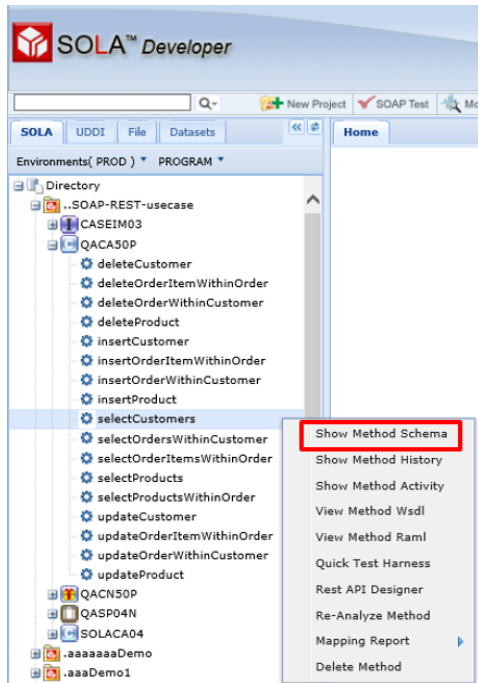 SOLA™ Developer
New Project SOAP Test Mo
SOLA UDDI File Datasets Home
Environments( PROD ) PROGRAM
Directory
..SOAP-REST-usecase
CASEIM03
QACA50P
deleteCustomer
deleteOrderItemWithinOrder
deleteOrderWithinCustomer
deleteProduct
insertCustomer
insertOrderItemWithinOrder
insertOrderWithinCustomer
insertProduct
selectCustomers
selectOrdersWithinCustomer
selectOrderItemsWithinOrder
selectProducts
selectProductsWithinOrder
updateCustomer
updateOrderItemWithinOrder
updateOrderWithinCustomer
updateProduct
QACN50P
QASP04N
SOLACA04
.aaaaaaaDemo
.aaaDemo1
Show Method Schema
Show Method History
Show Method Activity
View Method Wsdl
View Method Raml
Quick Test Harness
Rest API Designer
Re-Analyze Method
Mapping Report
Delete Method